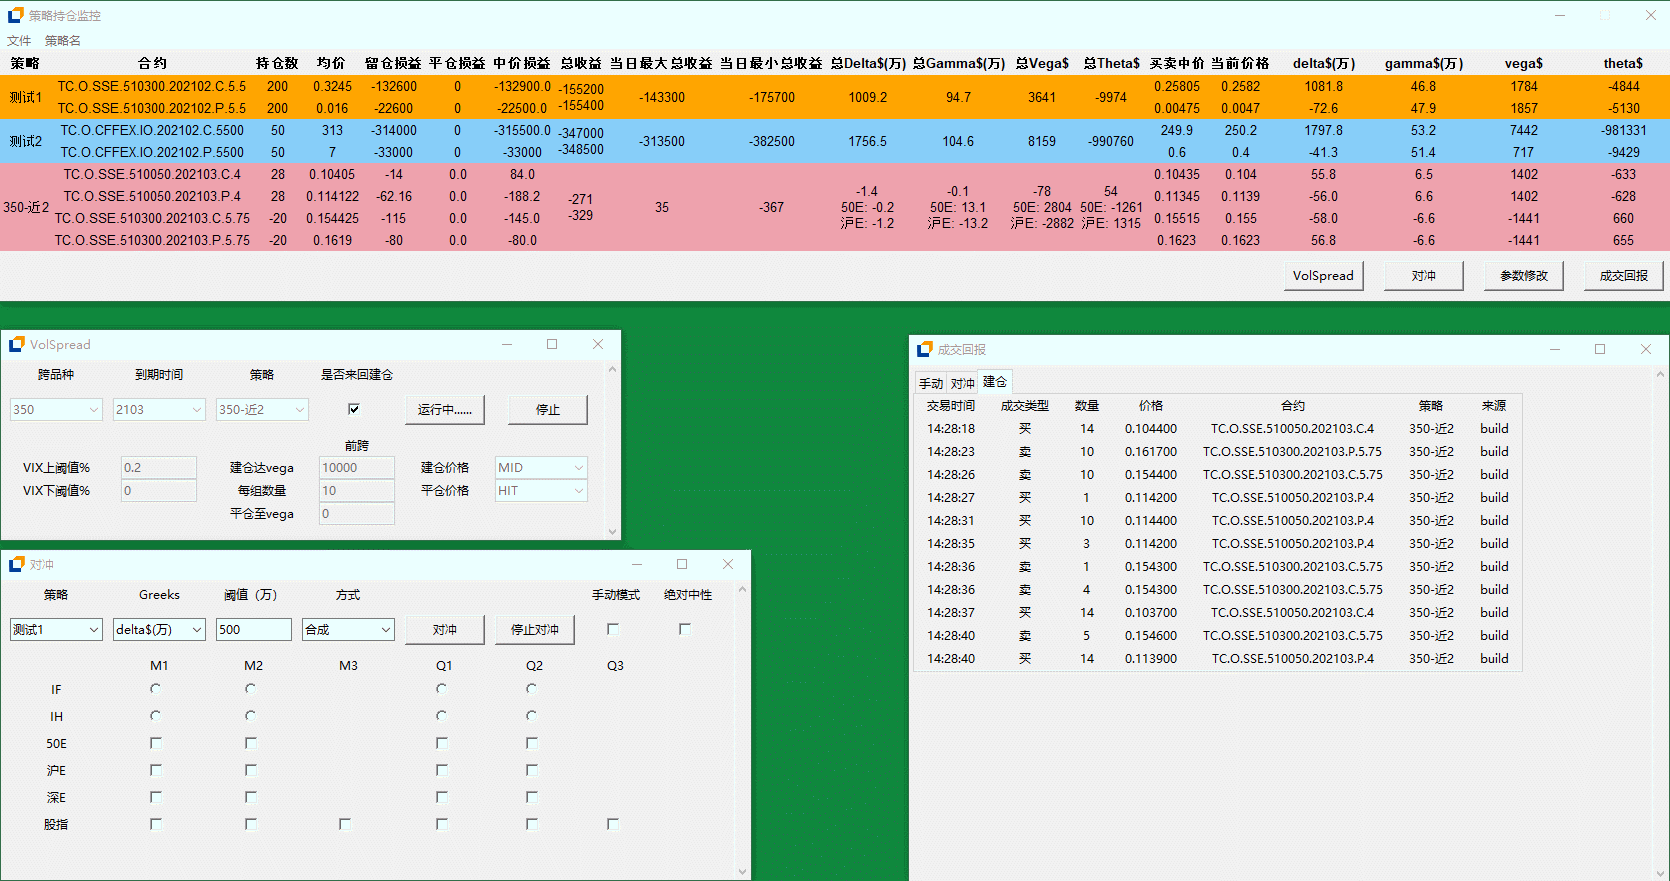 策略持仓监控
文件 策略名
策略 合约 持仓数 均价 留仓损益 平仓损益 中价损益 总收益 当日最大总收益 当日最小总收益 总Delta$(万) 总Gamma$(万) 总Vega$ 总Theta$ 买卖中价 当前价格 delta$(万) gamma$(万) vega$ theta$
测试1 TC.O.SSE.510300.202102.C.5.5 200 0.3245 -132600 0 -132900.0 -155200 -143300 -175700 1009.2 94.7 3641 -9974 0.25805 0.2582 1081.8 46.8 1784 -4844
TC.O.SSE.510300.202102.P.5.5 200 0.016 -22600 0 -22500.0 -155400 0.00475 0.0047 -72.6 47.9 1857 -5130
测试2 TC.O.CFFEX.IO.202102.C.5500 50 313 -314000 0 -315500.0 -347000 -313500 -382500 1756.5 104.6 8159 -990760 249.9 250.2 1797.8 53.2 7442 -981331
TC.O.CFFEX.IO.202102.P.5500 50 7 -33000 0 -33000 -348500 0.6 0.4 -41.3 51.4 717 -9429
TC.O.SSE.510050.202103.C.4 28 0.10405 -14 0.0 84.0 0.10435 0.104 55.8 6.5 1402 -633
TC.O.SSE.510050.202103.P.4 28 0.114122 -62.16 0.0 -188.2 -271 -1.4 -0.1 -78 54 0.11345 0.1139 -56.0 6.6 1402 -628
350-近2 35 -367 50E: -0.2 50E: 13.1 50E: 2804 50E: -1261
TC.O.SSE.510300.202103.C.5.75 -20 0.154425 -115 0.0 -145.0 -329 沪E: -1.2 沪E: -13.2 沪E: -2882 沪E: 1315 0.15515 0.155 -58.0 -6.6 -1441 660
TC.O.SSE.510300.202103.P.5.75 -20 0.1619 -80 0.0 -80.0 0.1623 0.1623 56.8 -6.6 -1441 655
VolSpread 对冲 参数修改 成交回报
VolSpread
跨品种 到期时间 策略 是否来回建仓
350 2103 350-近2 运行中...... 停止
前跨
VIX上阈值% 0.2 建仓达vega 10000 建仓价格 MID
VIX下阈值% 0 每组数量 10 平仓价格 HIT
平仓至vega 0
对冲
策略 Greeks 阈值（万） 方式 手动模式 绝对中性
测试1 delta$(万) 500 合成 对冲 停止对冲
M1 M2 M3 Q1 Q2 Q3
IF
IH
50E
沪E
深E
股指
成交回报
手动 对冲 建仓
交易时间 成交类型 数量 价格 合约 策略 来源
14:28:18 买 14 0.104400 TC.O.SSE.510050.202103.C.4 350-近2 build
14:28:23 卖 10 0.161700 TC.O.SSE.510300.202103.P.5.75 350-近2 build
14:28:26 卖 10 0.154400 TC.O.SSE.510300.202103.C.5.75 350-近2 build
14:28:27 买 1 0.114200 TC.O.SSE.510050.202103.P.4 350-近2 build
14:28:31 买 10 0.114400 TC.O.SSE.510050.202103.P.4 350-近2 build
14:28:35 买 3 0.114200 TC.O.SSE.510050.202103.P.4 350-近2 build
14:28:36 卖 1 0.154300 TC.O.SSE.510300.202103.C.5.75 350-近2 build
14:28:36 卖 4 0.154300 TC.O.SSE.510300.202103.C.5.75 350-近2 build
14:28:37 买 14 0.103700 TC.O.SSE.510050.202103.C.4 350-近2 build
14:28:40 卖 5 0.154600 TC.O.SSE.510300.202103.C.5.75 350-近2 build
14:28:40 买 14 0.113900 TC.O.SSE.510050.202103.P.4 350-近2 build